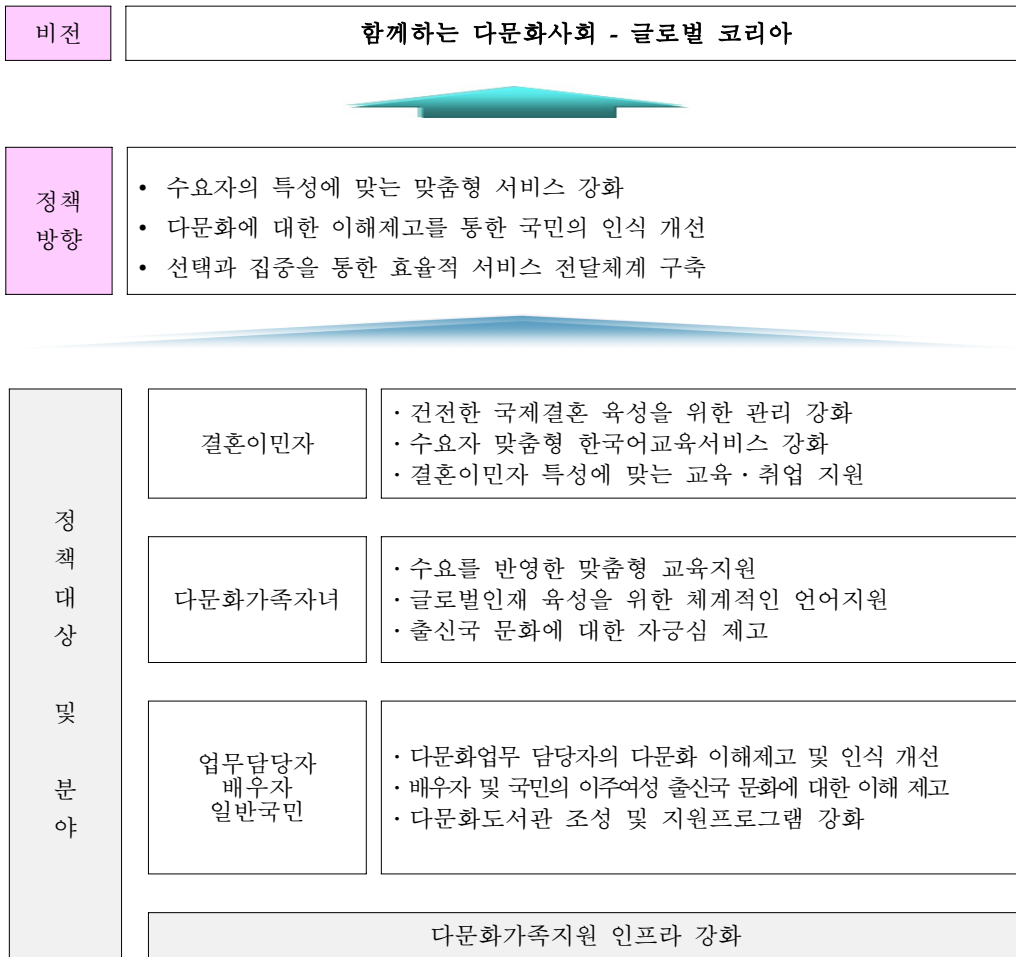 비전
함께하는 다문화사회 - 글로벌 코리아
정책
방향
• 수요자의 특성에 맞는 맞춤형 서비스 강화
• 다문화에 대한 이해제고를 통한 국민의 인식 개선
• 선택과 집중을 통한 효율적 서비스 전달체계 구축
정
책
대
상
및
분
야
결혼이민자
· 건전한 국제결혼 육성을 위한 관리 강화
· 수요자 맞춤형 한국어교육서비스 강화
· 결혼이민자 특성에 맞는 교육 · 취업 지원
다문화가족자녀
· 수요를 반영한 맞춤형 교육지원
· 글로벌인재 육성을 위한 체계적인 언어지원
· 출신국 문화에 대한 자긍심 제고
업무담당자
배우자
일반국민
· 다문화업무 담당자의 다문화 이해제고 및 인식 개선
· 배우자 및 국민의 이주여성 출신국 문화에 대한 이해 제고
· 다문화도서관 조성 및 지원프로그램 강화
다문화가족지원 인프라 강화